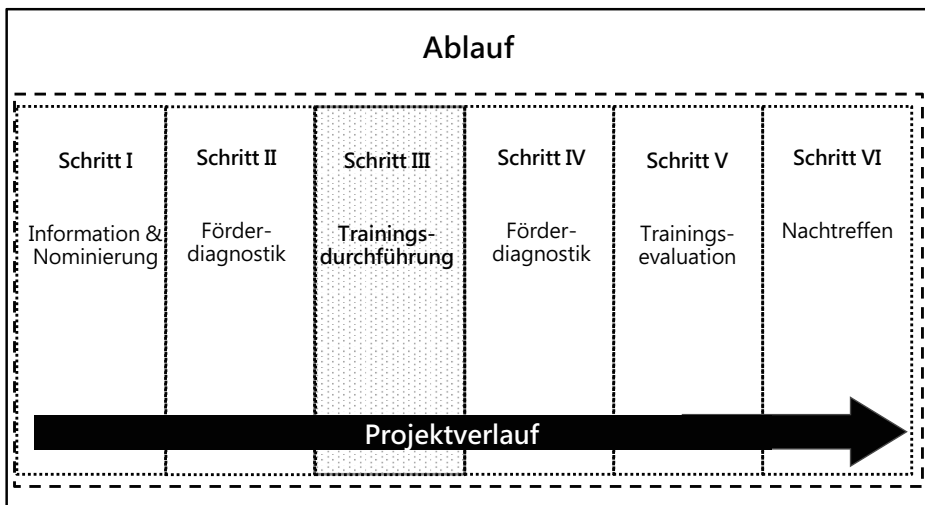 Ablauf
Schritt I
Information &
Nominierung
Schritt II
Förder-
diagnostik
Schritt III
Trainings-
durchführung
Schritt IV
Förder-
diagnostik
Schritt V
Trainings-
evaluation
Schritt VI
Nachtreffen
Projektverlauf